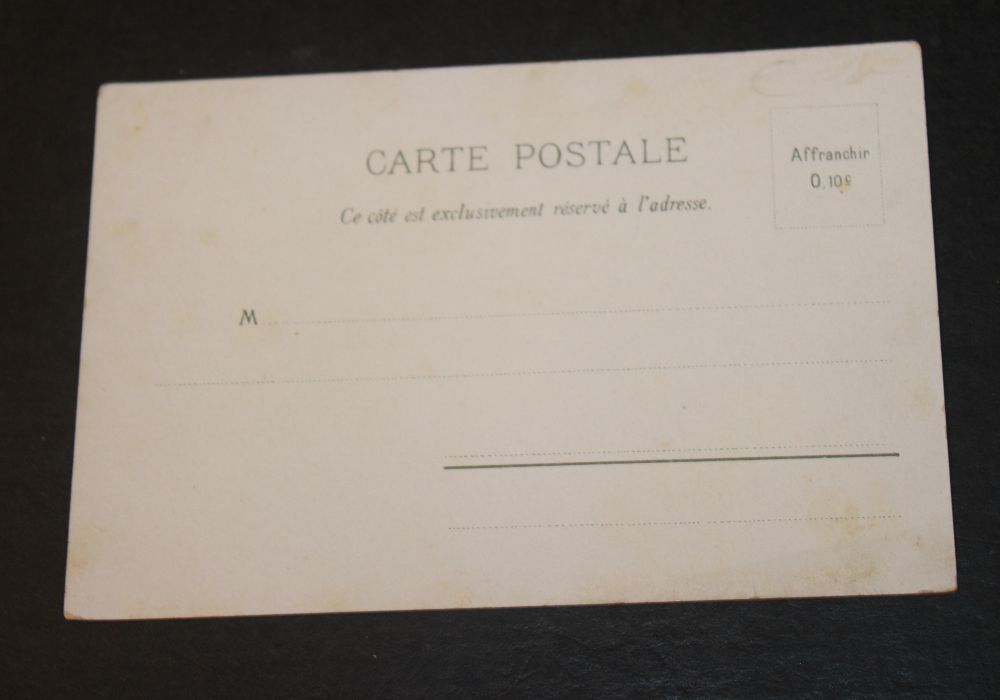 CARTE POSTALE
Ce côté est exclusivement réservé à l'adresse.
Affranchir
0,10c
M